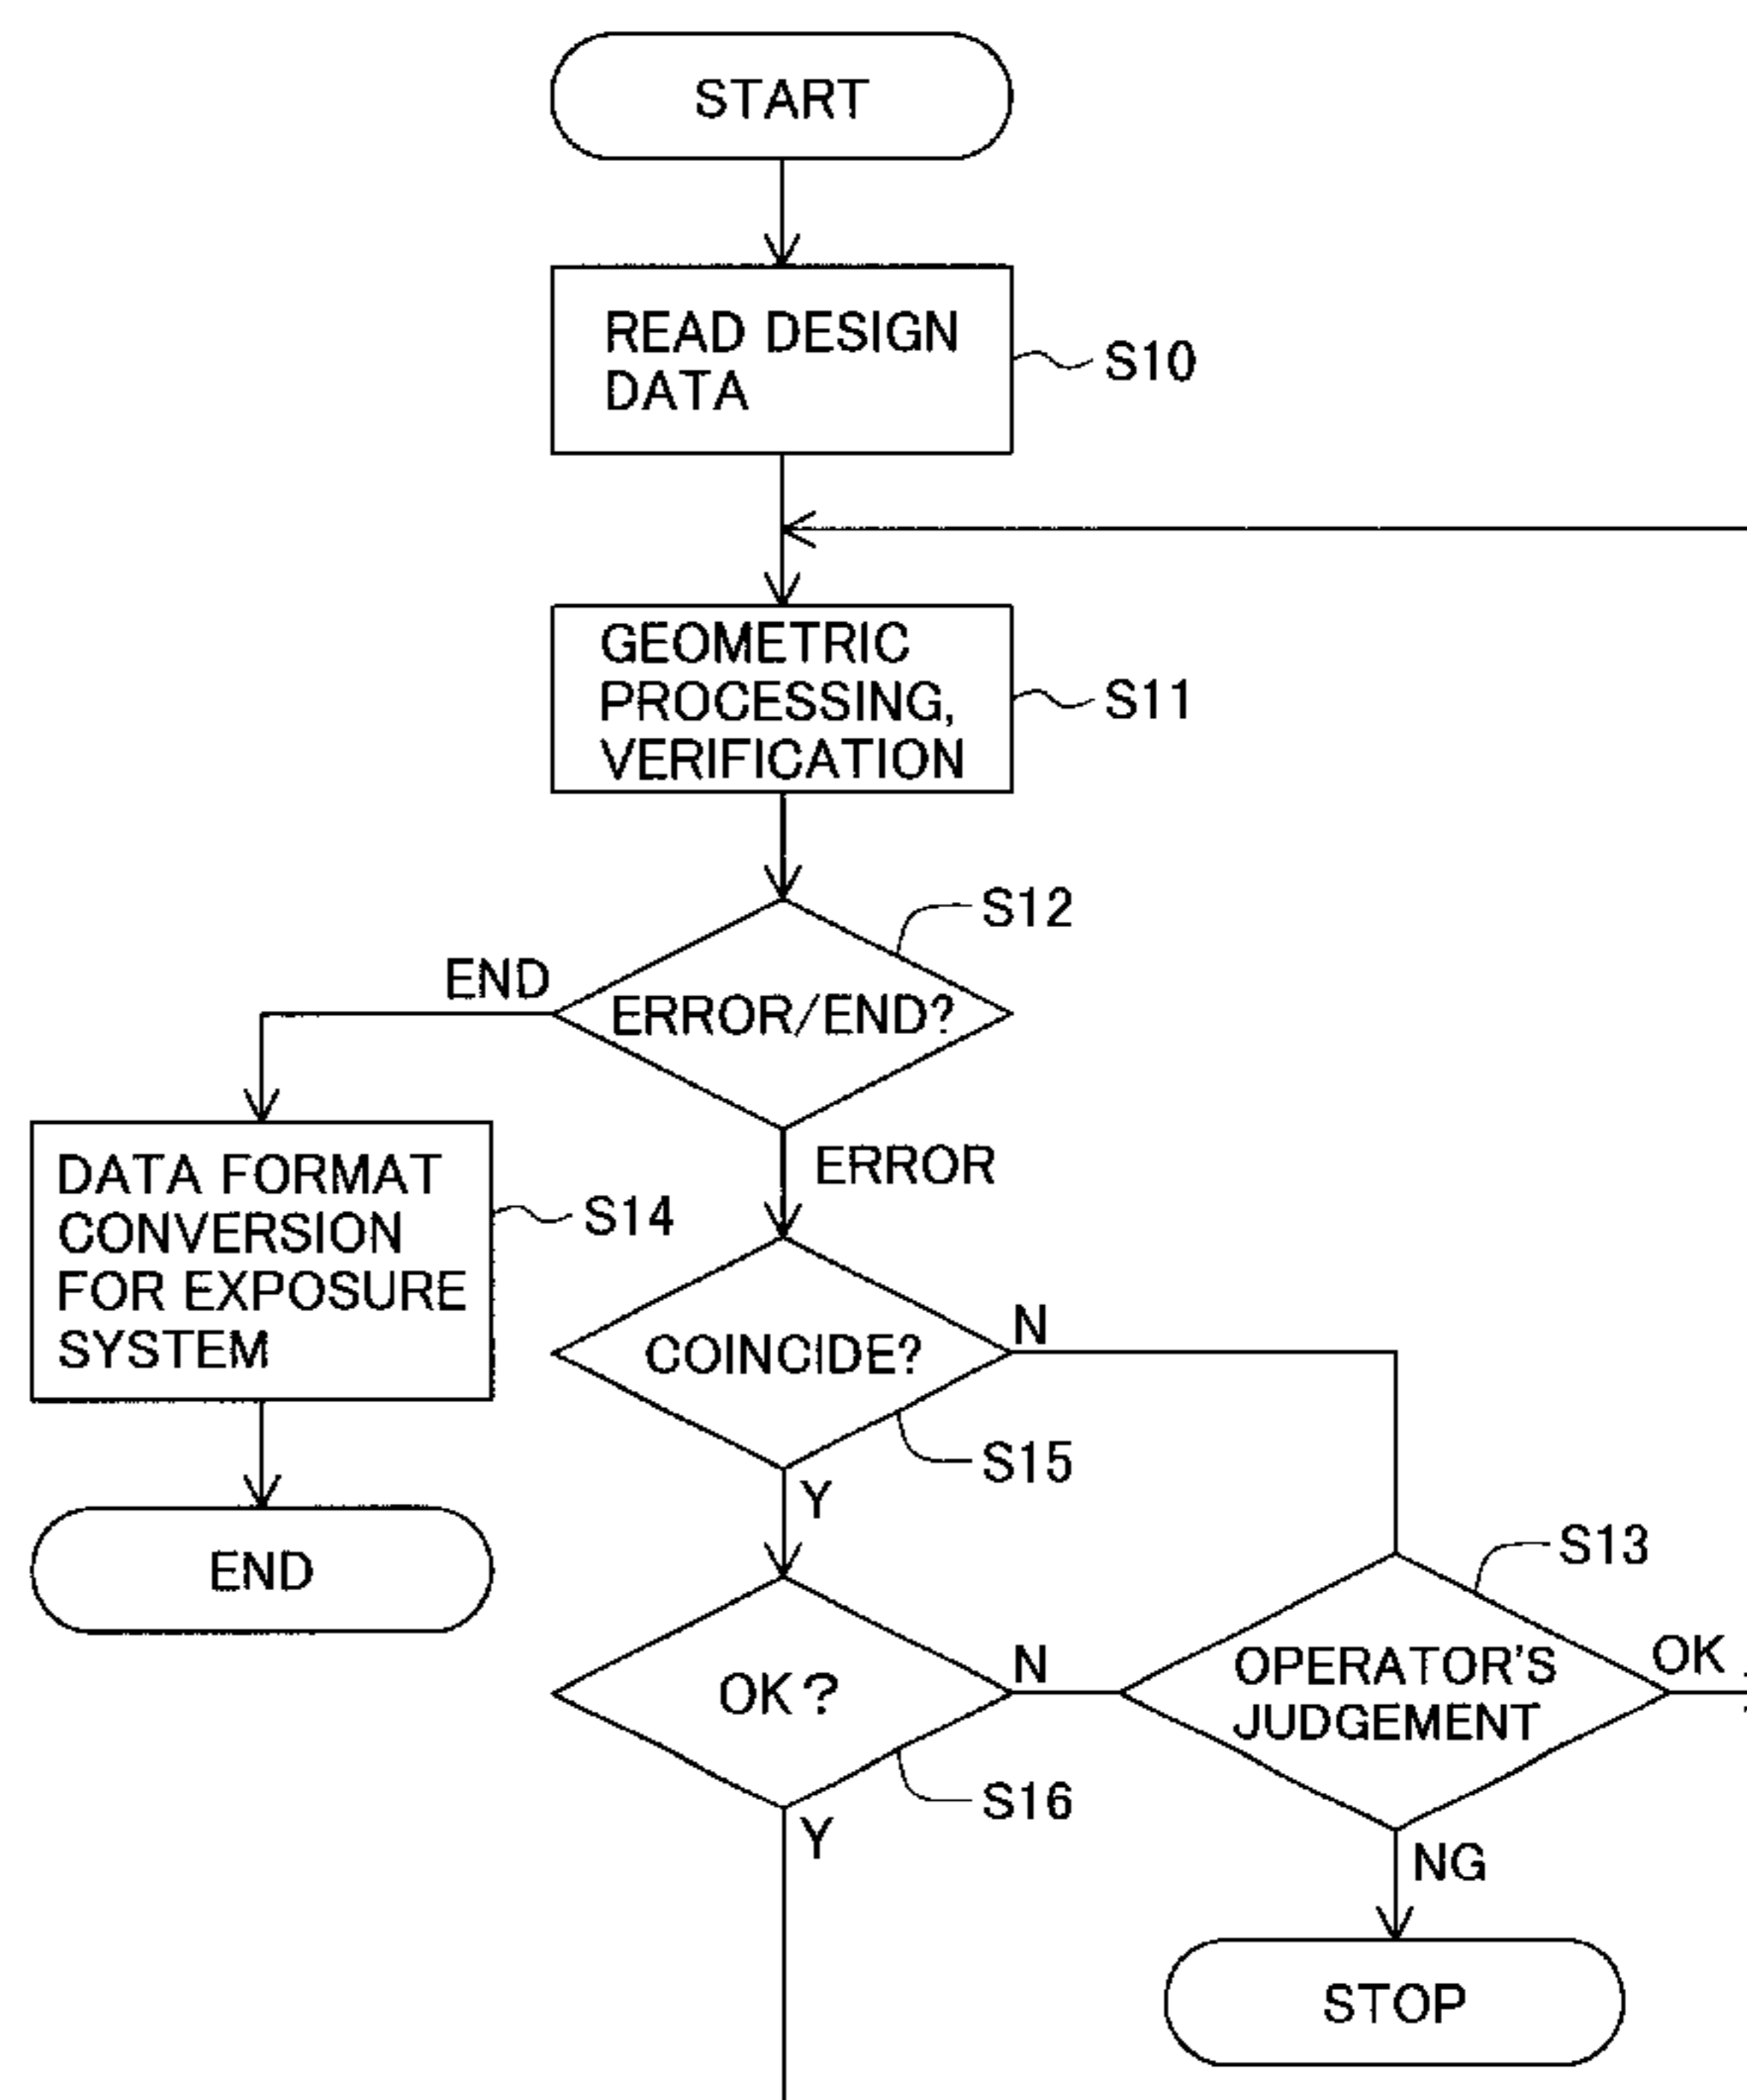 START
READ DESIGN
DATA
S10
GEOMETRIC
PROCESSING,
VERIFICATION
S11
S12
END
ERROR/END?
ERROR
DATA FORMAT
CONVERSION
FOR EXPOSURE
SYSTEM
S14
N
COINCIDE?
S15
Y
END
S13
N
OK
OK?
OPERATOR'S
JUDGEMENT
S16
Y
NG
STOP